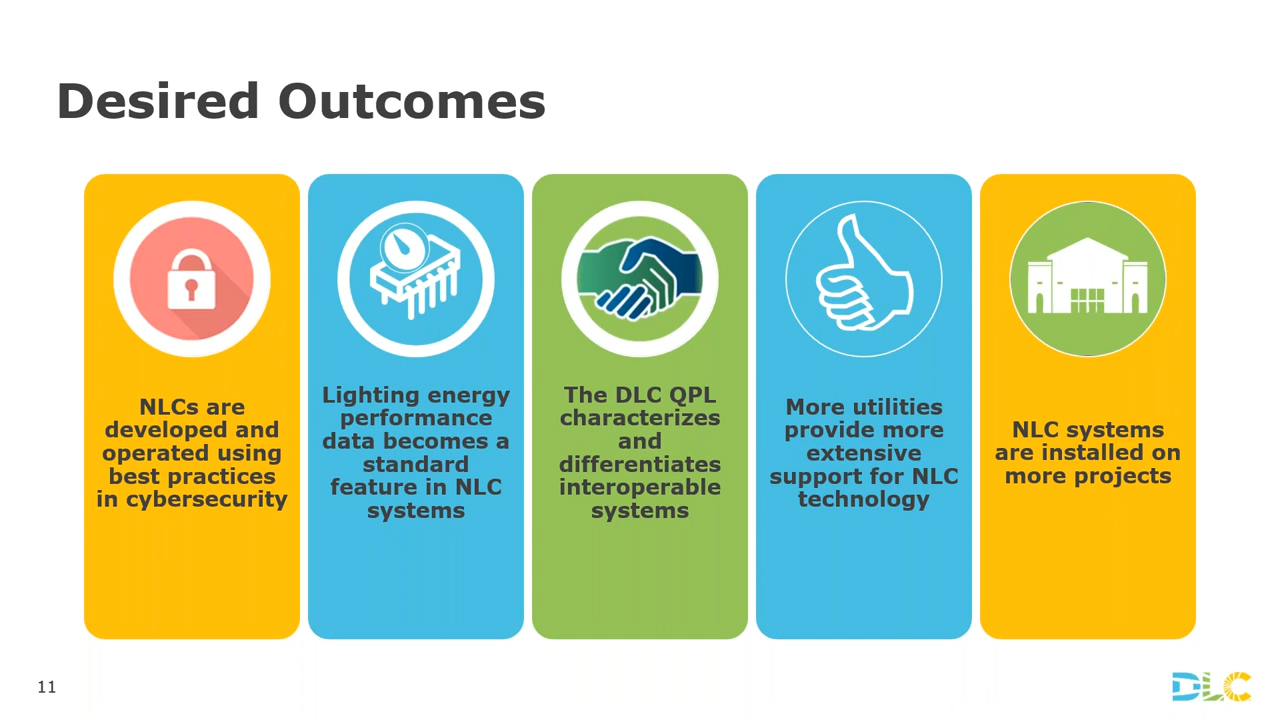 Desired Outcomes
NLCs are
developed and
operated using
best practices
in cybersecurity
Lighting energy
performance
data becomes a
standard
feature in NLC
systems
The DLC QPL
characterizes
and
differentiates
interoperable
systems
More utilities
provide more
extensive
support for NLC
technology
NLC systems
are installed on
more projects
11
DLC